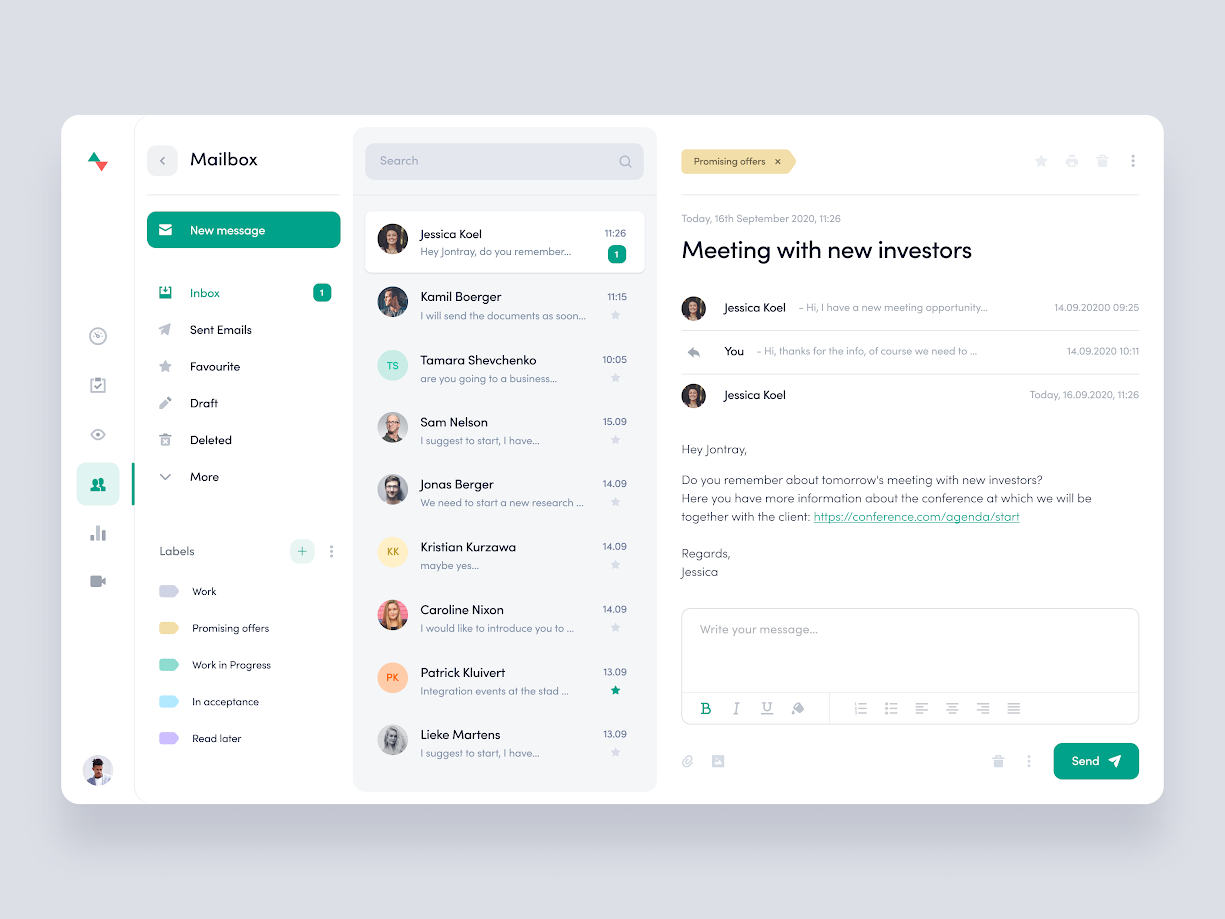 Mailbox
New message
Inbox 1
Sent Emails
Favourite
Draft
Deleted
More
Labels
Work
Promising offers
Work in Progress
In acceptance
Read later
Search
Jessica Koel 11:26
Hey Jontray, do you remember... 1
Kamil Boerger 11:15
I will send the documents as soon...
TS
Tamara Shevchenko 10:05
are you going to a business...
Sam Nelson 15.09
I suggest to start, I have...
Jonas Berger 14.09
We need to start a new research ...
KK
Kristian Kurzawa 14.09
maybe yes...
Caroline Nixon 14.09
I would like to introduce you to ...
PK
Patrick Kluivert 13.09
Integration events at the stad ...
Lieke Martens 13.09
I suggest to start, I have...
Promising offers ×
Today, 16th September 2020, 11:26
Meeting with new investors
Jessica Koel - Hi, I have a new meeting opportunity... 14.09.20200 09:25
You - Hi, thanks for the info, of course we need to ... 14.09.2020 10:11
Jessica Koel Today, 16.09.2020, 11:26
Hey Jontray,
Do you remember about tomorrow's meeting with new investors?
Here you have more information about the conference at which we will be
together with the client: https://conference.com/agenda/start
Regards,
Jessica
Write your message...
B I U
Send